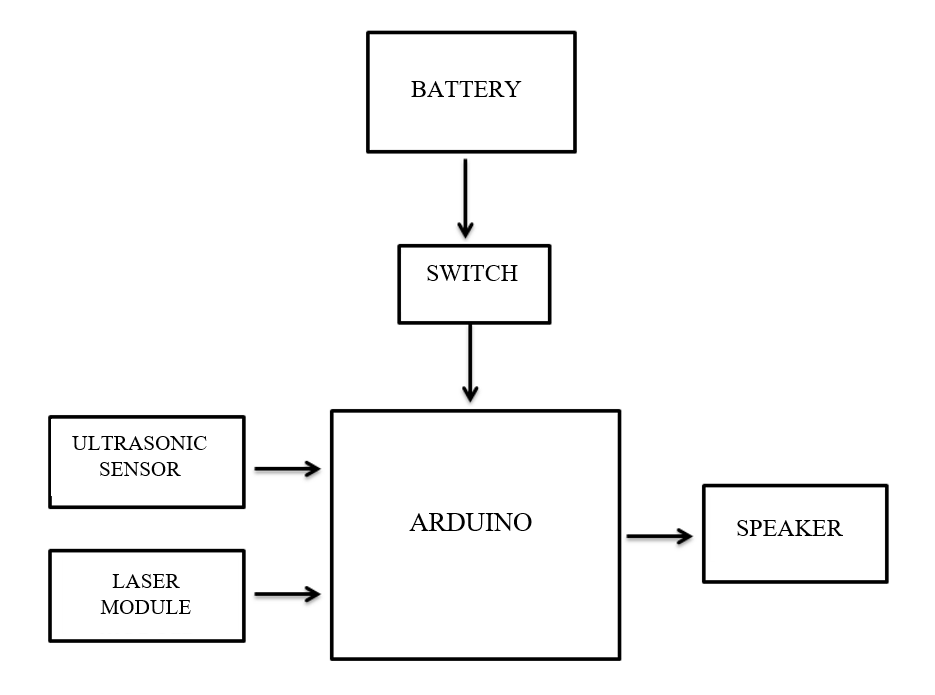 BATTERY
SWITCH
ULTRASONIC
SENSOR
ARDUINO
SPEAKER
LASER
MODULE